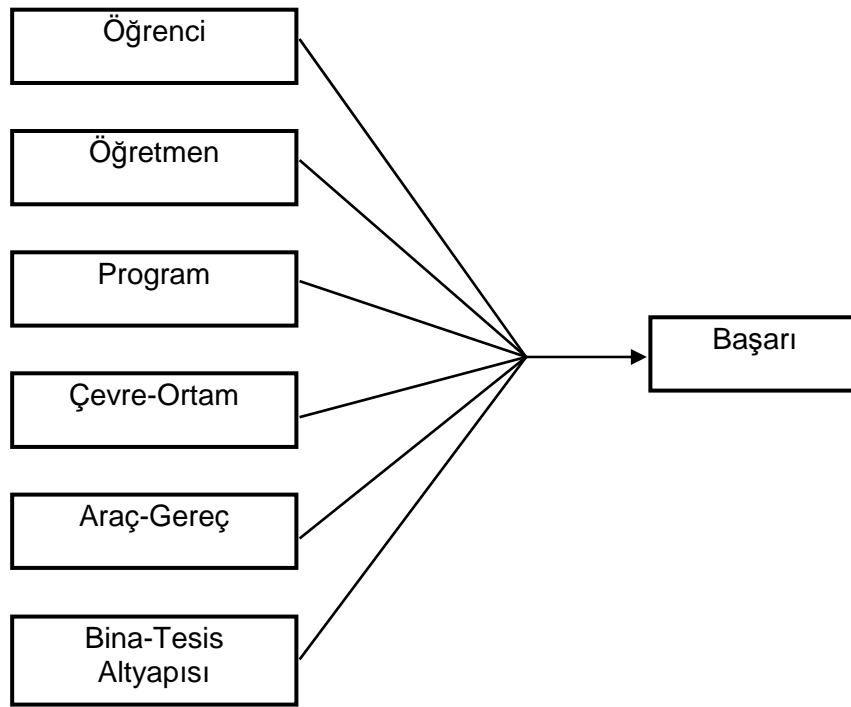 Öğrenci
Öğretmen
Program
Çevre-Ortam
Araç-Gereç
Bina-Tesis
Altyapısı
Başarı